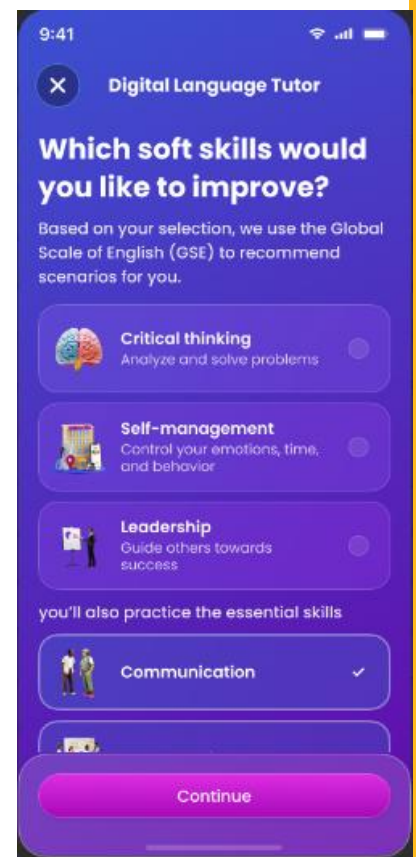 9:41
Digital Language Tutor
Which soft skills would
you like to improve?
Based on your selection, we use the Global
Scale of English (GSE) to recommend
scenarios for you.
Critical thinking
Analyze and solve problems
Self-management
Control your emotions, time,
and behavior
Leadership
Guide others towards
success
you'll also practice the essential skills
Communication
Continue